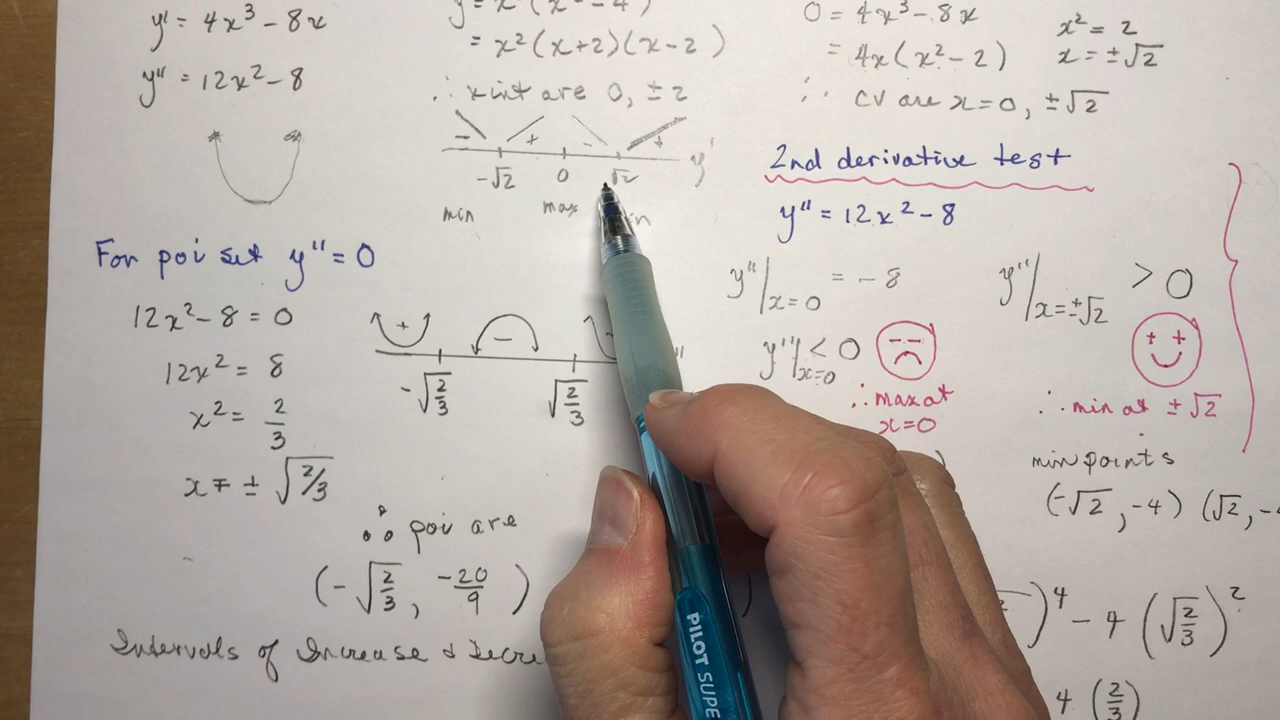 y' = 4x³ - 8x
y'' = 12x² - 8
= x²(x+2)(x-2)
∴ x int are 0, ±2
- + - + y'
-√2 0 √2
min max
0 = 4x³ - 8x
= 4x(x² - 2)
x² = 2
x = ±√2
∴ cv are x = 0, ±√2
For poi set y'' = 0
12x² - 8 = 0
12x² = 8
x² = 2/3
x = ± √2/3
+ -
-√2/3 √2/3
∴ poi are
(-√2/3, -20/9)
Intervals of Increase &
2nd derivative test
y'' = 12x² - 8
y''|x=0 = -8
y''|x=0 < 0
∴ max at
x=0
y''|x=±√2 > 0
∴ min at ±√2
min points
(-√2, -4) (√2, -
)⁴ - 4 (√2/3)²
4 (2/3)
PILOT SUPE